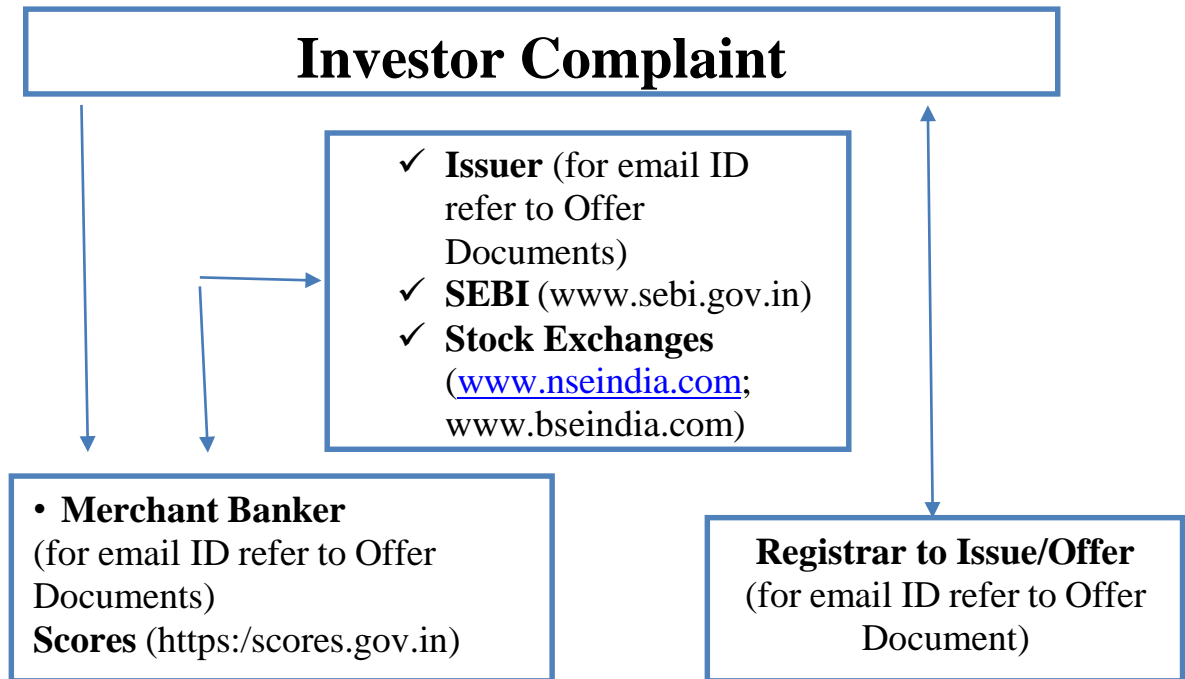 Investor Complaint
✓ Issuer (for email ID
refer to Offer
Documents)
✓ SEBI (www.sebi.gov.in)
✓ Stock Exchanges
(www.nseindia.com;
www.bseindia.com)
• Merchant Banker
(for email ID refer to Offer
Documents)
Scores (https:/scores.gov.in)
Registrar to Issue/Offer
(for email ID refer to Offer
Document)